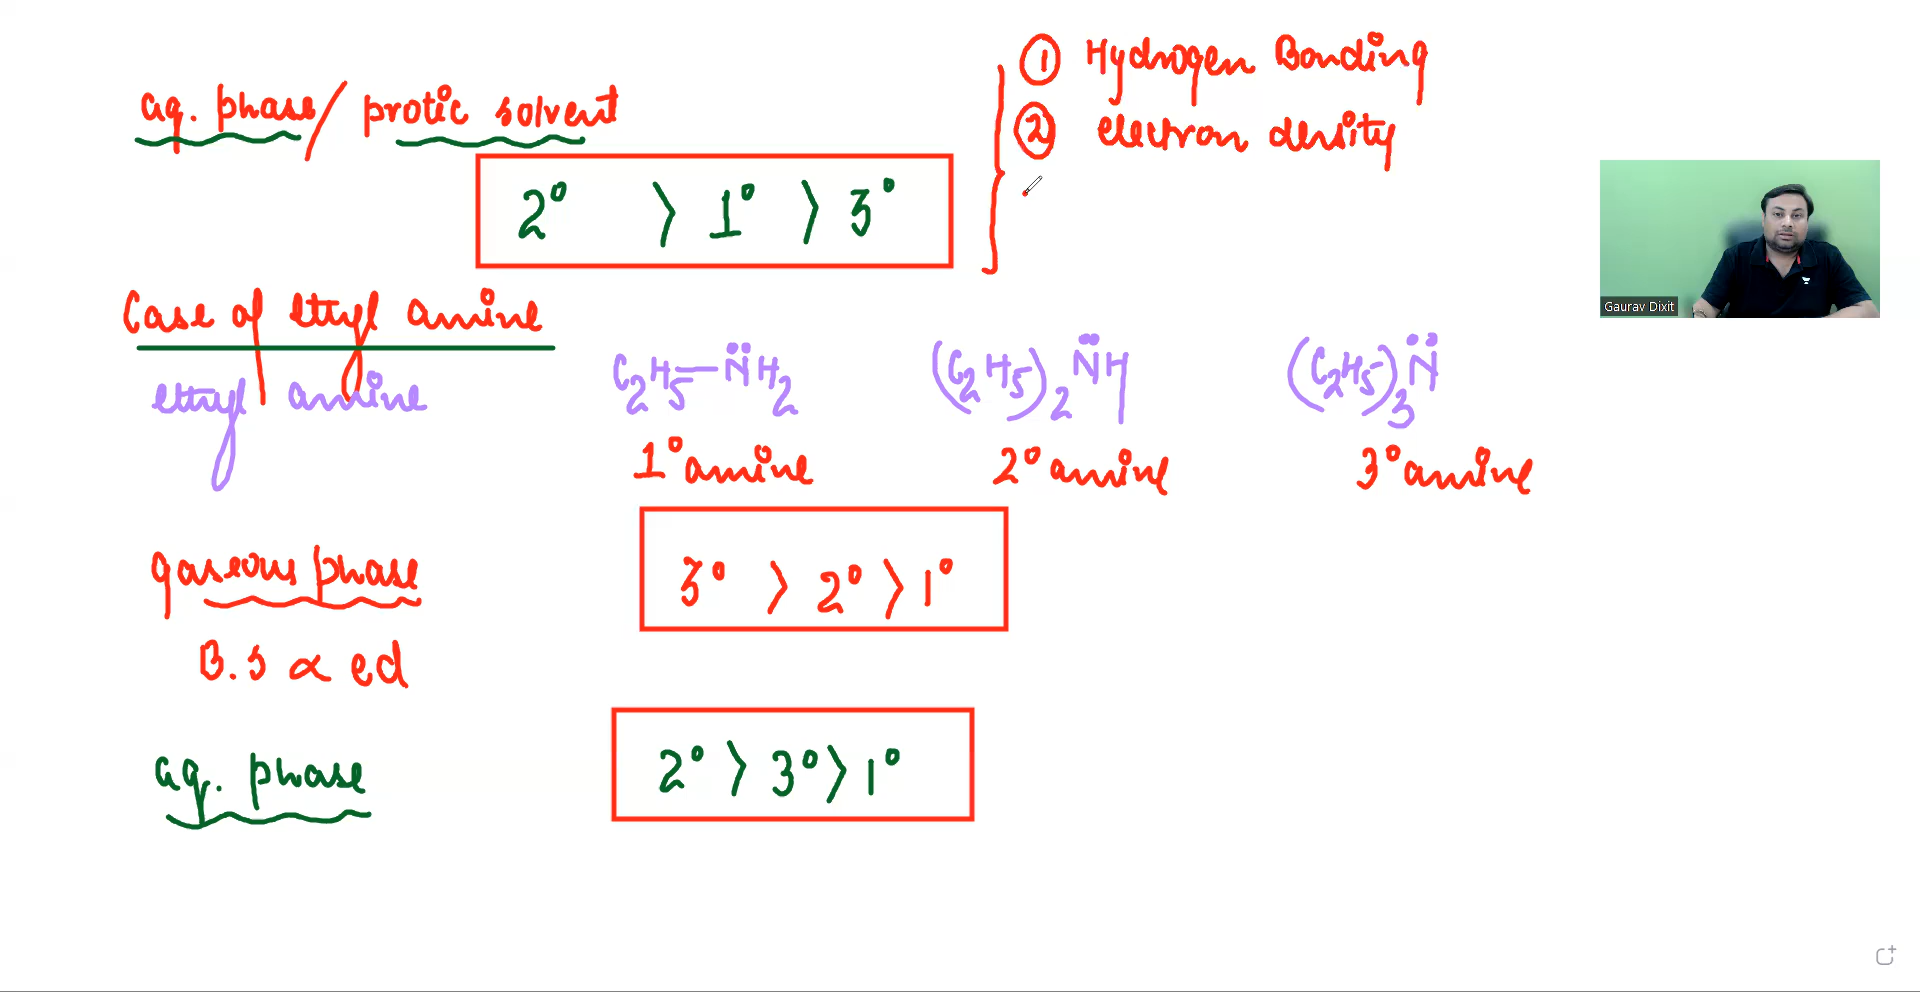 ① Hydrogen Bonding
② electron density
aq. phase / protic solvent
2° > 1° > 3°
Case of ethyl amine
ethyl amine
C₂H₅—N̈H₂ (C₂H₅)₂N̈H (C₂H₅)₃N̈
1° amine 2° amine 3° amine
gaseous phase
3° > 2° > 1°
B.S ∝ ed
aq. phase
2° > 3° > 1°
Gaurav Dixit